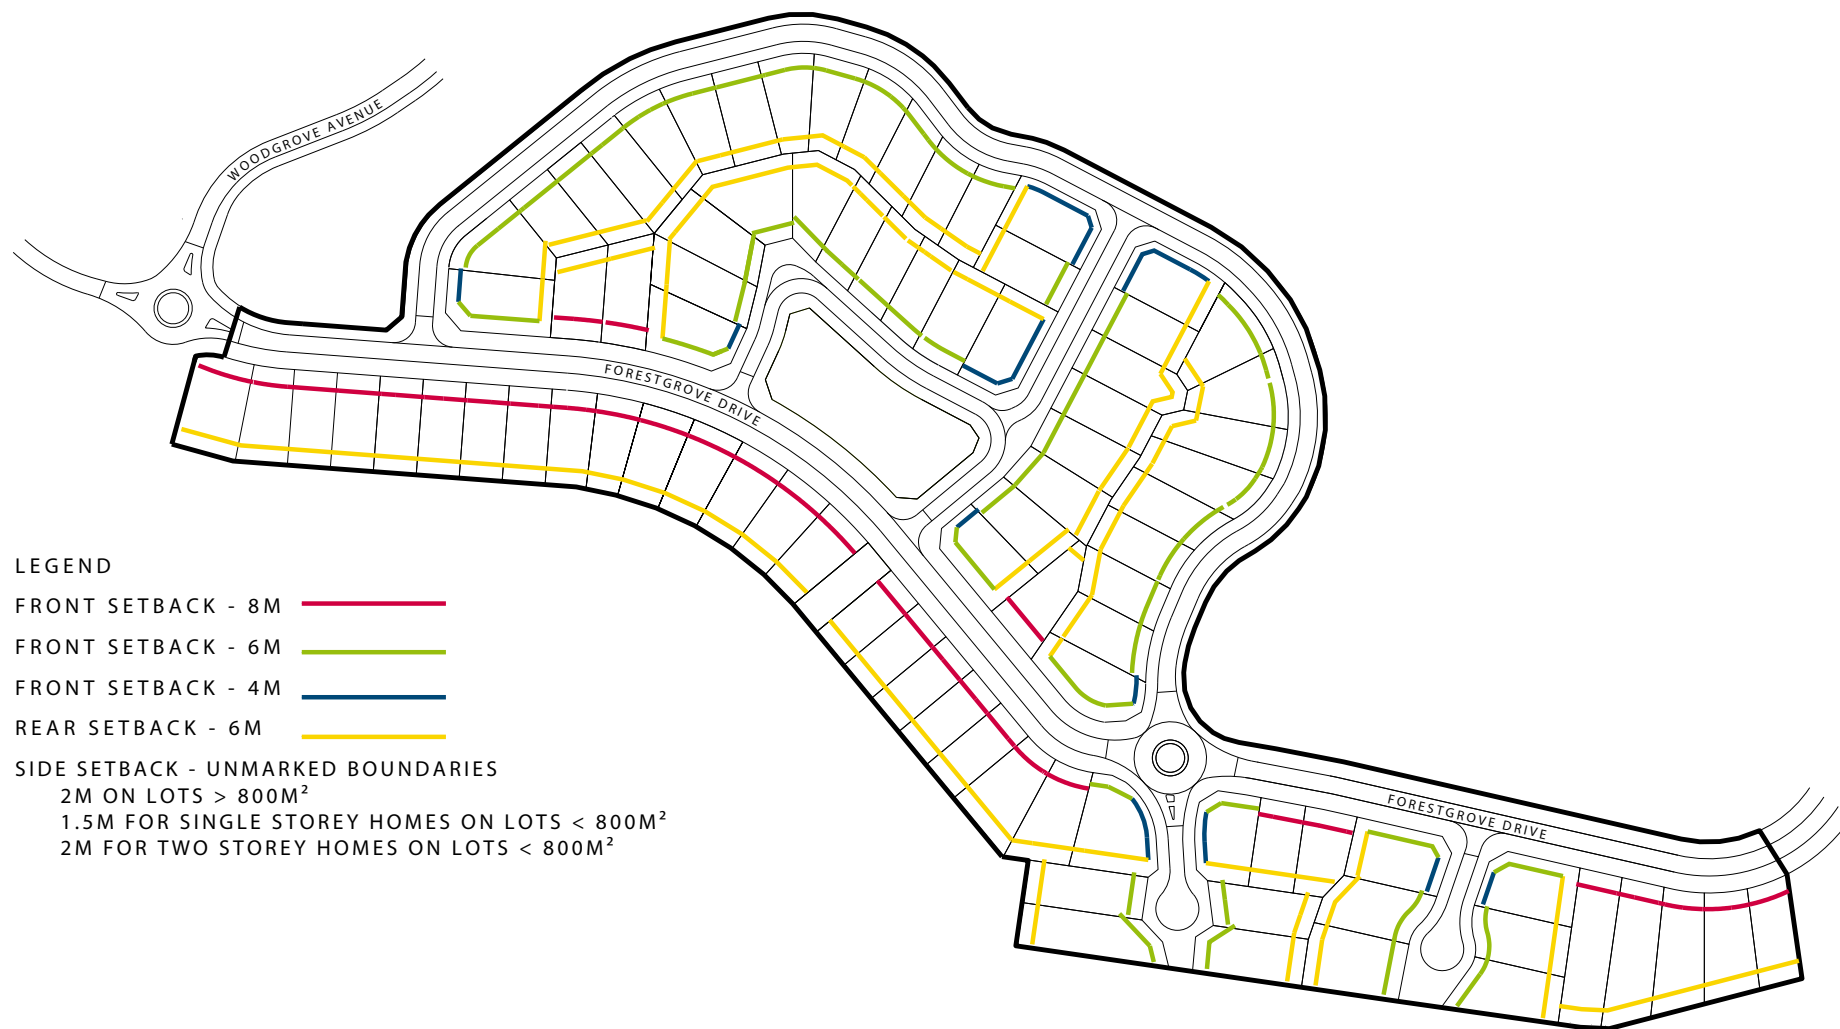 WOODGROVE AVENUE
FORESTGROVE DRIVE
FORESTGROVE DRIVE
LEGEND
FRONT SETBACK - 8M
FRONT SETBACK - 6M
FRONT SETBACK - 4M
REAR SETBACK - 6M
SIDE SETBACK - UNMARKED BOUNDARIES
2M ON LOTS > 800M²
1.5M FOR SINGLE STOREY HOMES ON LOTS < 800M²
2M FOR TWO STOREY HOMES ON LOTS < 800M²